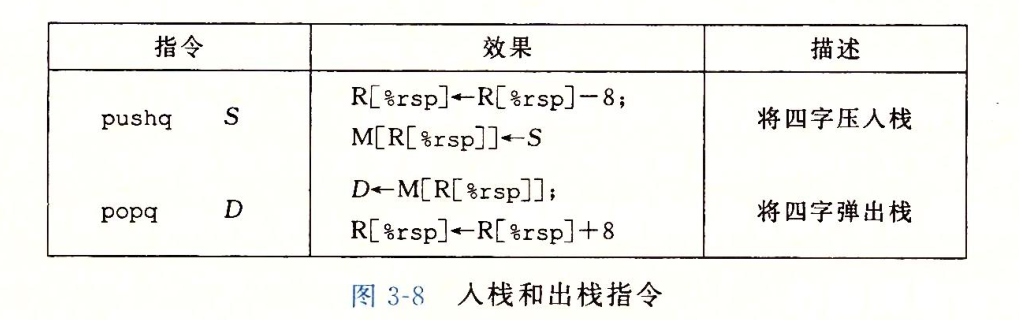 指令 效果 描述
pushq S R[%rsp]←R[%rsp]-8; 将四字压入栈
M[R[%rsp]]←S
popq D D←M[R[%rsp]]; 将四字弹出栈
R[%rsp]←R[%rsp]+8
图 3-8 入栈和出栈指令